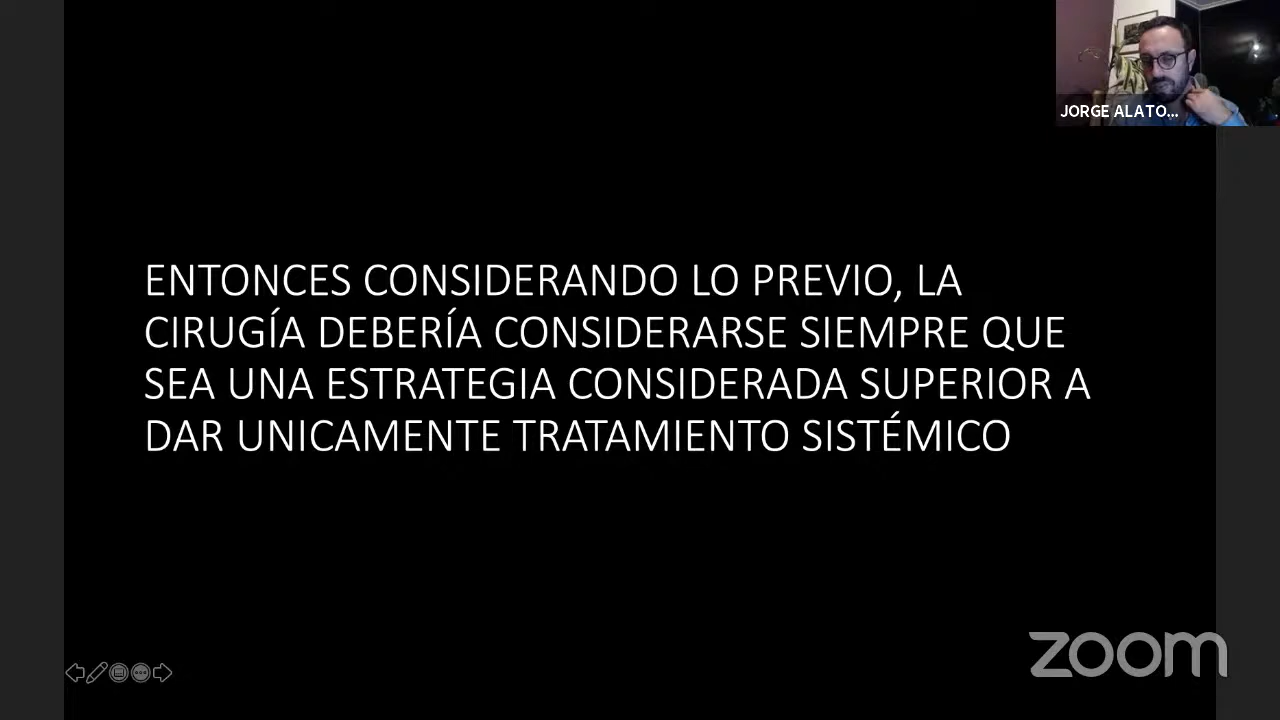 JORGE ALATO...
ENTONCES CONSIDERANDO LO PREVIO, LA
CIRUGÍA DEBERÍA CONSIDERARSE SIEMPRE QUE
SEA UNA ESTRATEGIA CONSIDERADA SUPERIOR A
DAR UNICAMENTE TRATAMIENTO SISTÉMICO
zoom